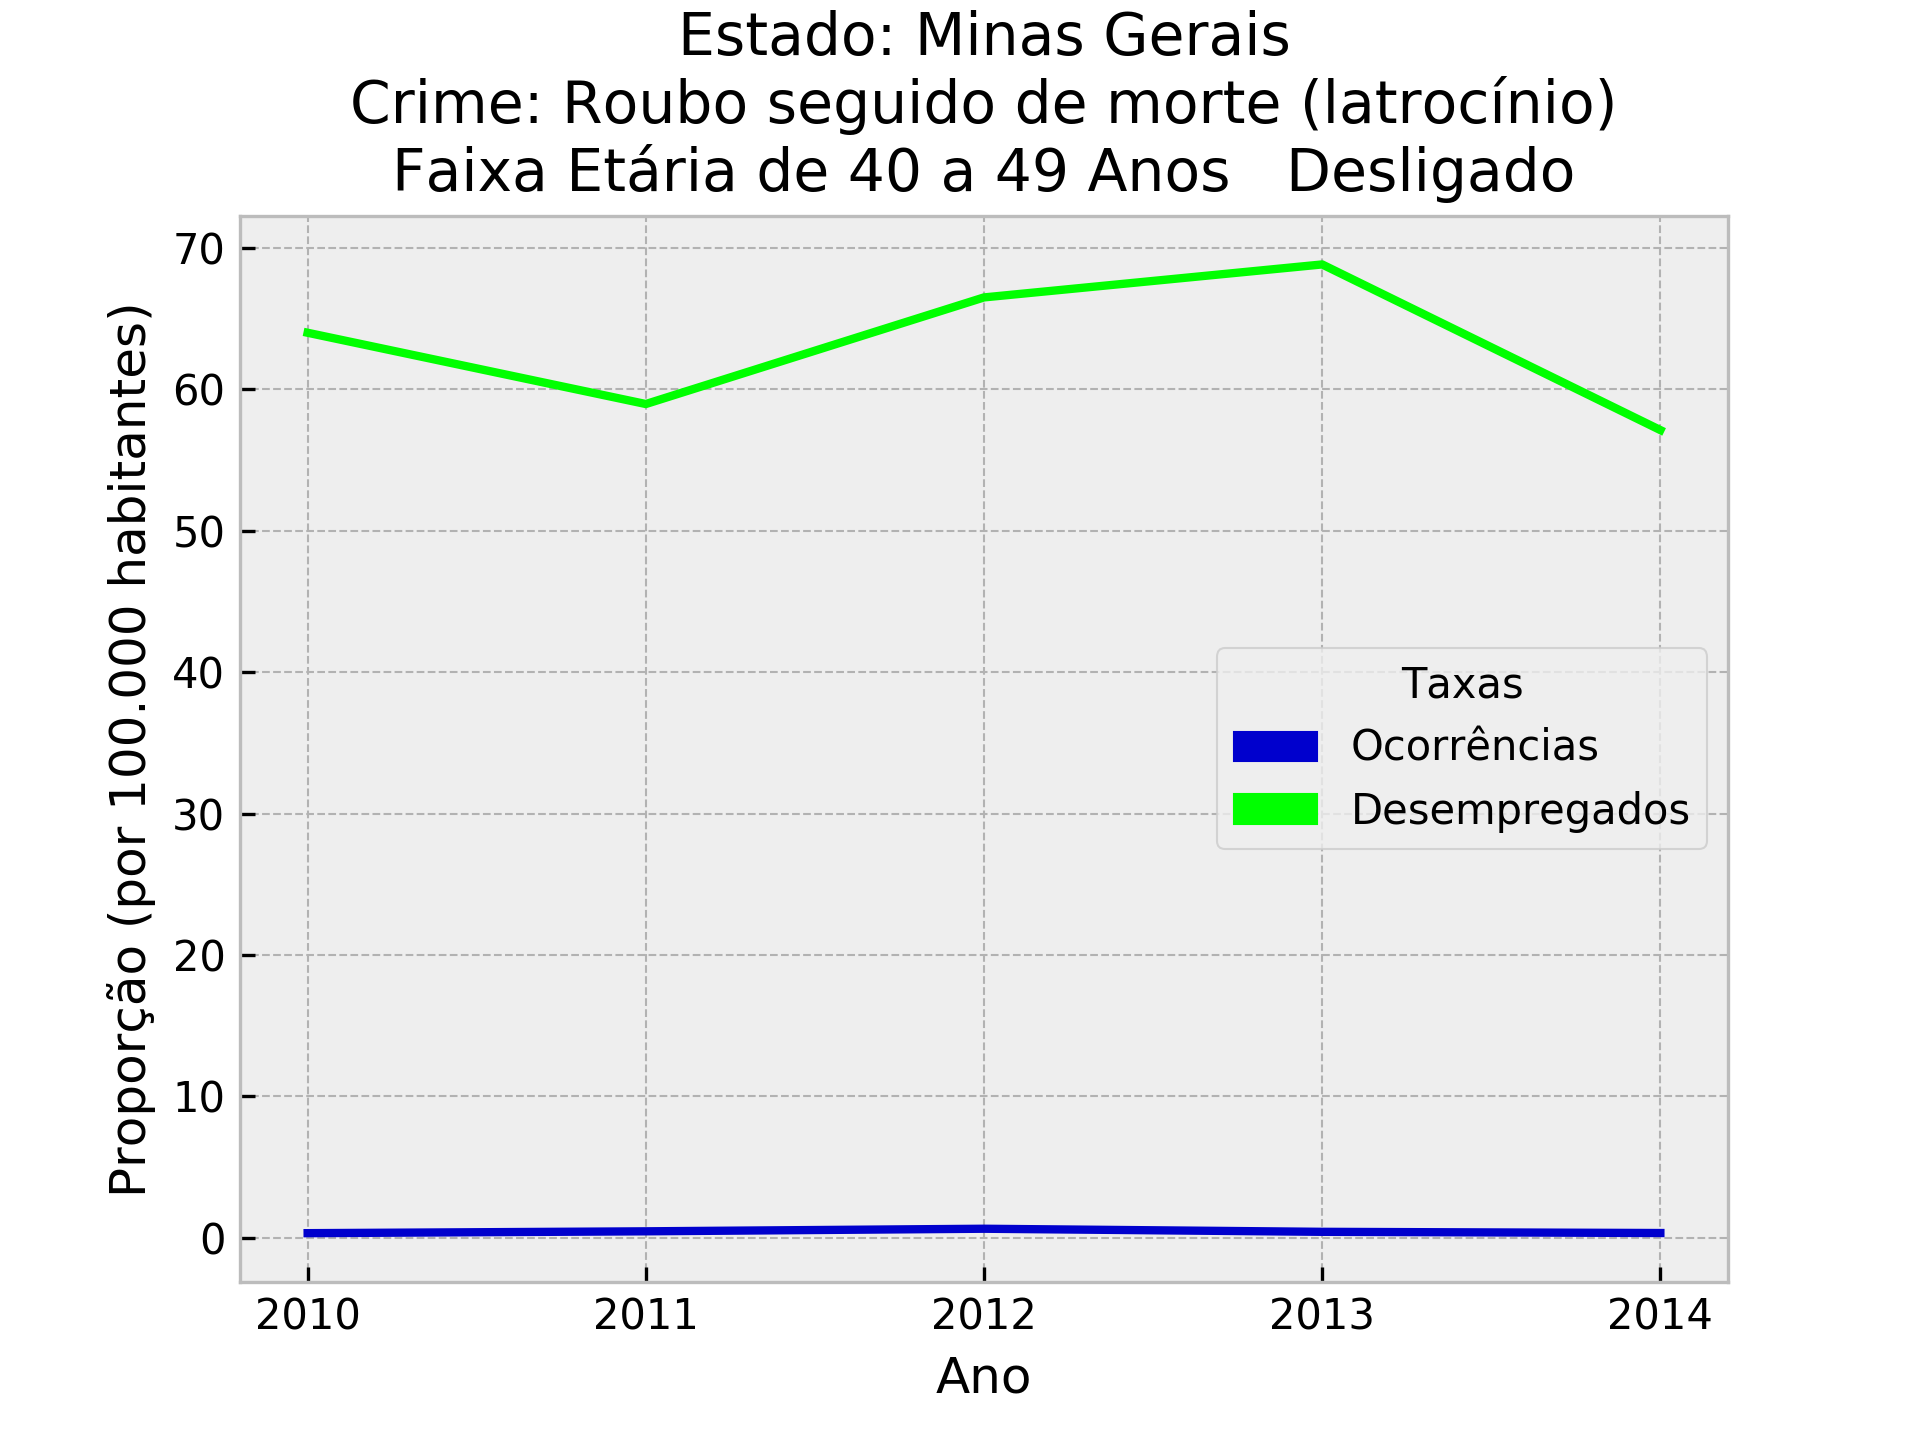 Estado: Minas Gerais
Crime: Roubo seguido de morte (latrocínio)
Faixa Etária de 40 a 49 Anos   Desligado
Proporção (por 100.000 habitantes)
70
60
50
40
30
20
10
0
Taxas
Ocorrências
Desempregados
2010 2011 2012 2013 2014
Ano